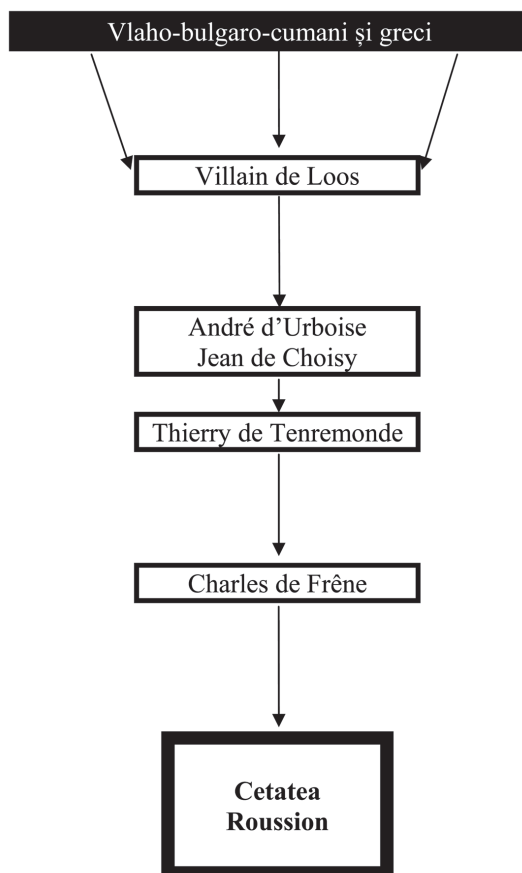 Vlaho-bulgaro-cumani și greci
Villain de Loos
André d’Urboise
Jean de Choisy
Thierry de Tenremonde
Charles de Frêne
Cetatea
Roussion